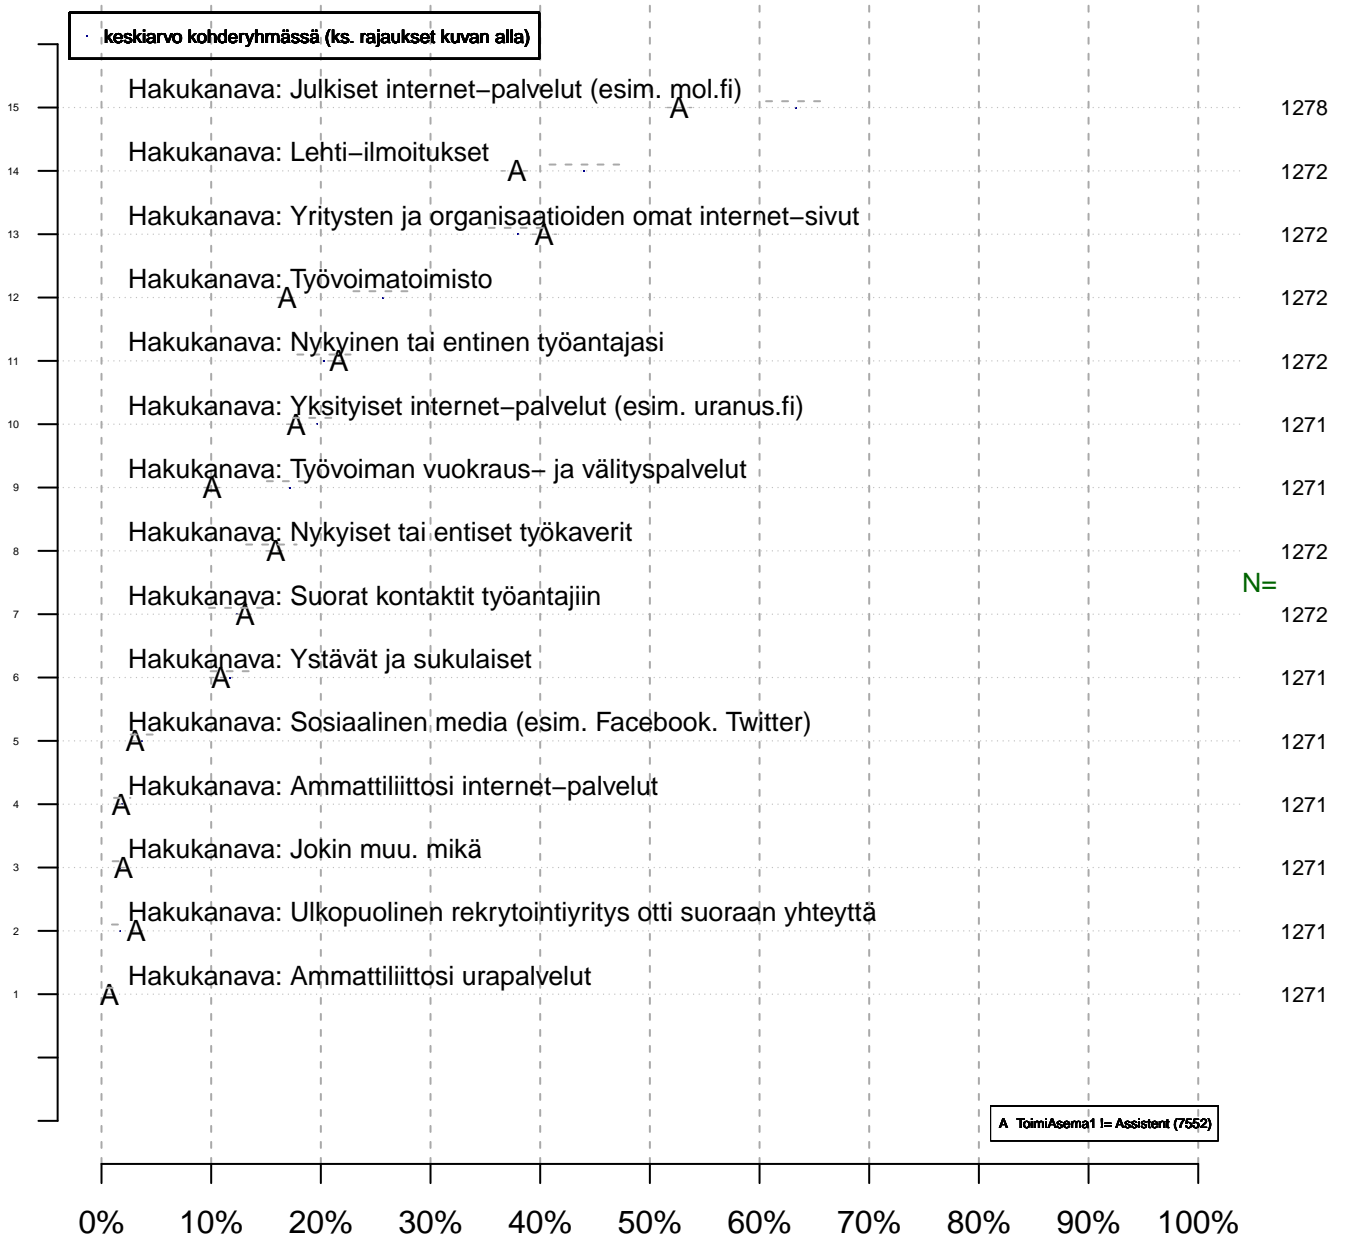 keskiarvo kohderyhmässä (ks. rajaukset kuvan alla)
Hakukanava: Julkiset internet−palvelut (esim. mol.fi)
15 A 1278
Hakukanava: Lehti−ilmoitukset
14 A 1272
Hakukanava: Yritysten ja organisaatioiden omat internet−sivut
13 A 1272
Hakukanava: Työvoimatoimisto
12 A 1272
Hakukanava: Nykyinen tai entinen työantajasi
11 A 1272
Hakukanava: Yksityiset internet−palvelut (esim. uranus.fi)
10 A 1271
Hakukanava: Työvoiman vuokraus− ja välityspalvelut
9 A 1271
Hakukanava: Nykyiset tai entiset työkaverit
8 A 1272
N=
Hakukanava: Suorat kontaktit työantajiin
7 A 1272
Hakukanava: Ystävät ja sukulaiset
6 A 1271
Hakukanava: Sosiaalinen media (esim. Facebook. Twitter)
5 A 1271
Hakukanava: Ammattiliittosi internet−palvelut
4 A 1271
Hakukanava: Jokin muu. mikä
3 A 1271
Hakukanava: Ulkopuolinen rekrytointiyritys otti suoraan yhteyttä
2 A 1271
Hakukanava: Ammattiliittosi urapalvelut
1 A 1271
A ToimiAsema1 != Assistent (7552)
0% 10% 20% 30% 40% 50% 60% 70% 80% 90% 100%